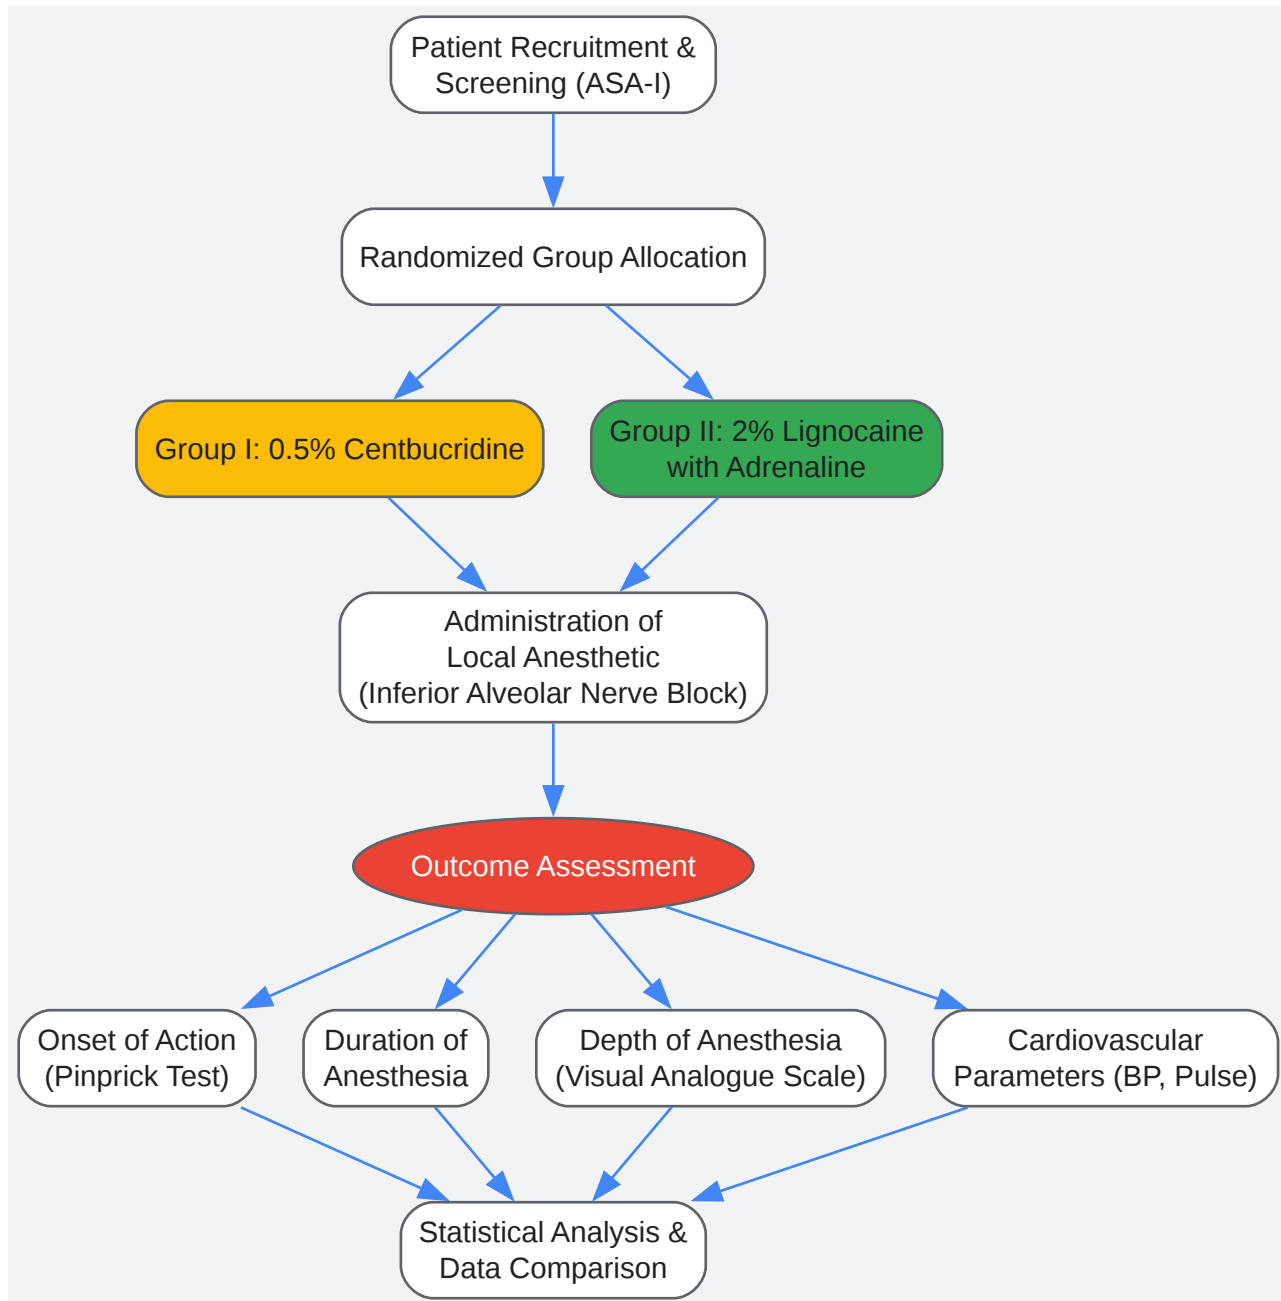 Patient Recruitment &
Screening (ASA-I)
Randomized Group Allocation
Group I: 0.5% Centbucridine
Group II: 2% Lignocaine
with Adrenaline
Administration of
Local Anesthetic
(Inferior Alveolar Nerve Block)
Outcome Assessment
Onset of Action
(Pinprick Test)
Duration of
Anesthesia
Depth of Anesthesia
(Visual Analogue Scale)
Cardiovascular
Parameters (BP, Pulse)
Statistical Analysis &
Data Comparison